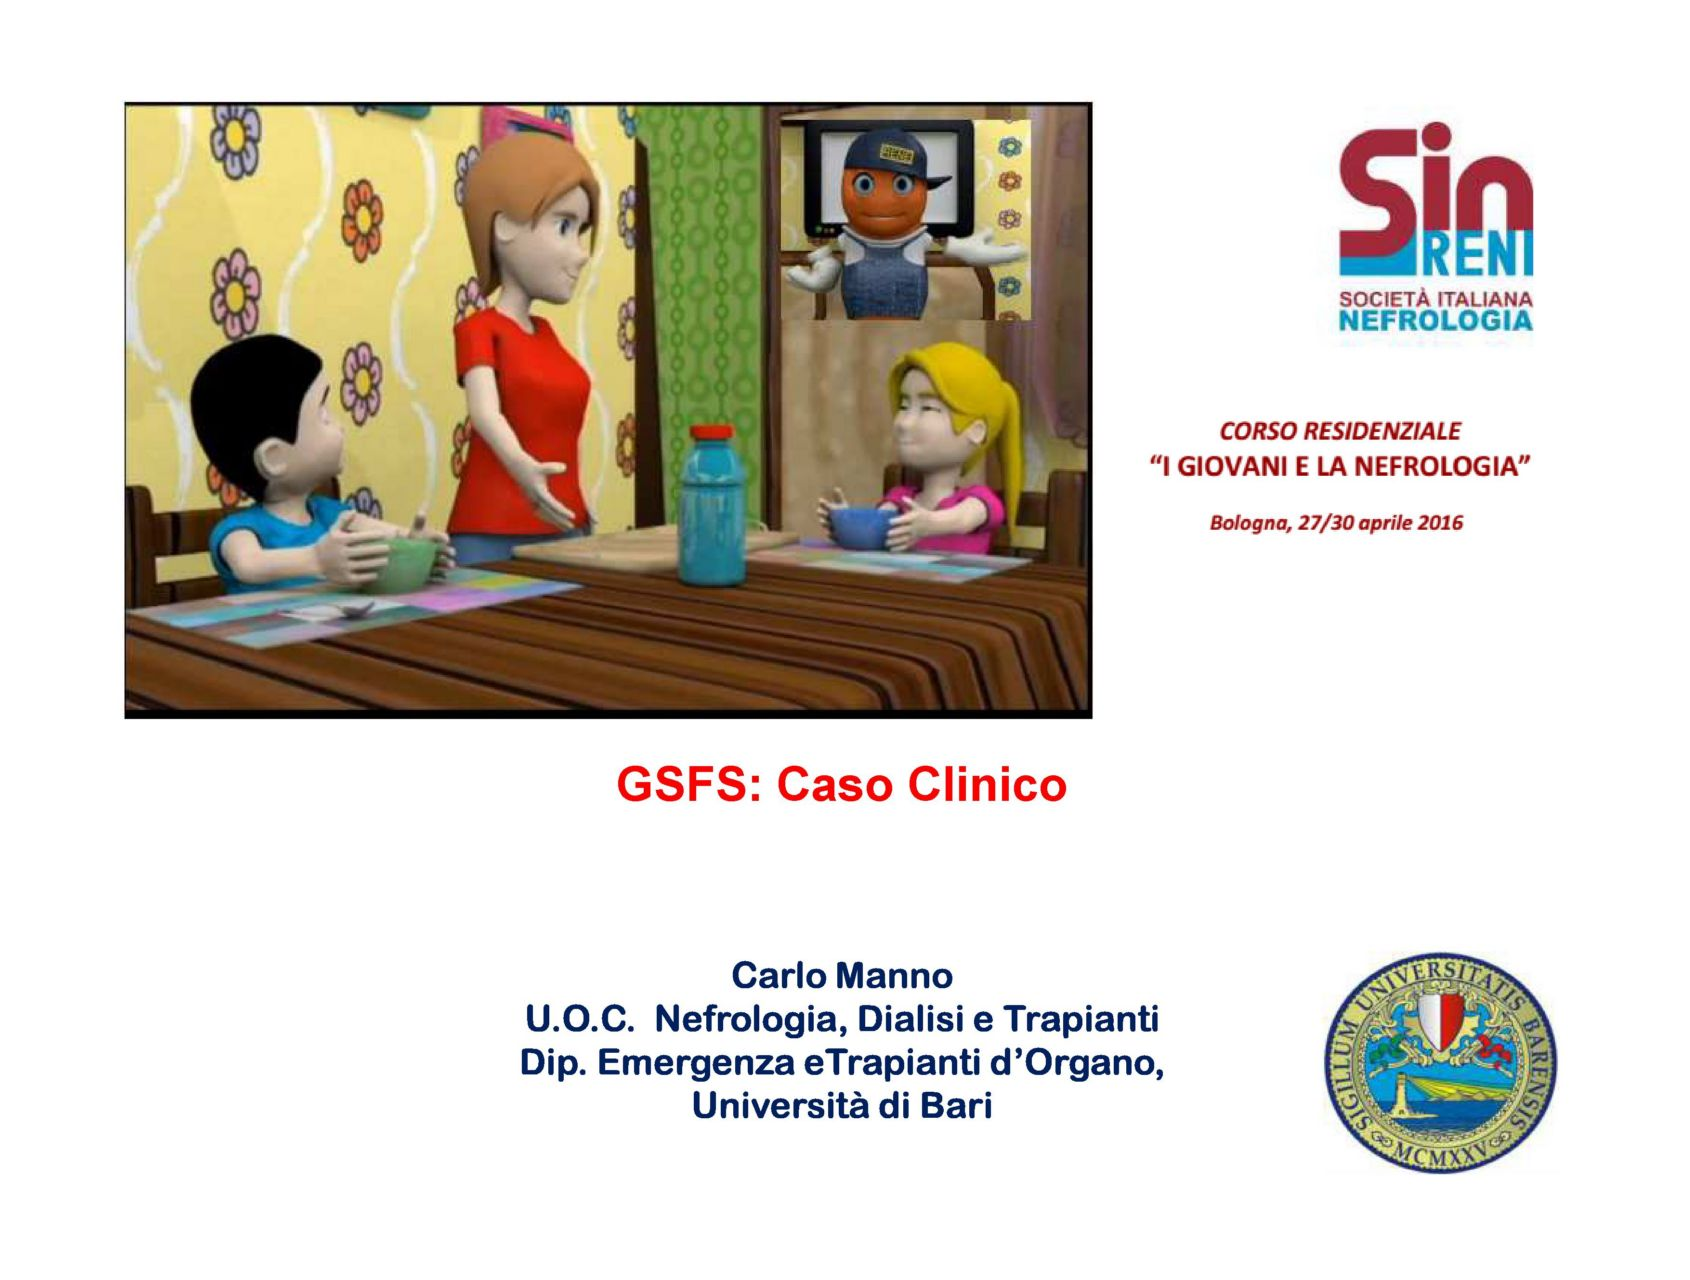 RENE
Sin
RENI
SOCIETÀ ITALIANA
NEFROLOGIA
CORSO RESIDENZIALE
“I GIOVANI E LA NEFROLOGIA”
Bologna, 27/30 aprile 2016
GSFS: Caso Clinico
Carlo Manno
U.O.C. Nefrologia, Dialisi e Trapianti
Dip. Emergenza eTrapianti d’Organo,
Università di Bari
SIGILLUM UNIVERSITATIS BARENSIS
MCMXXV